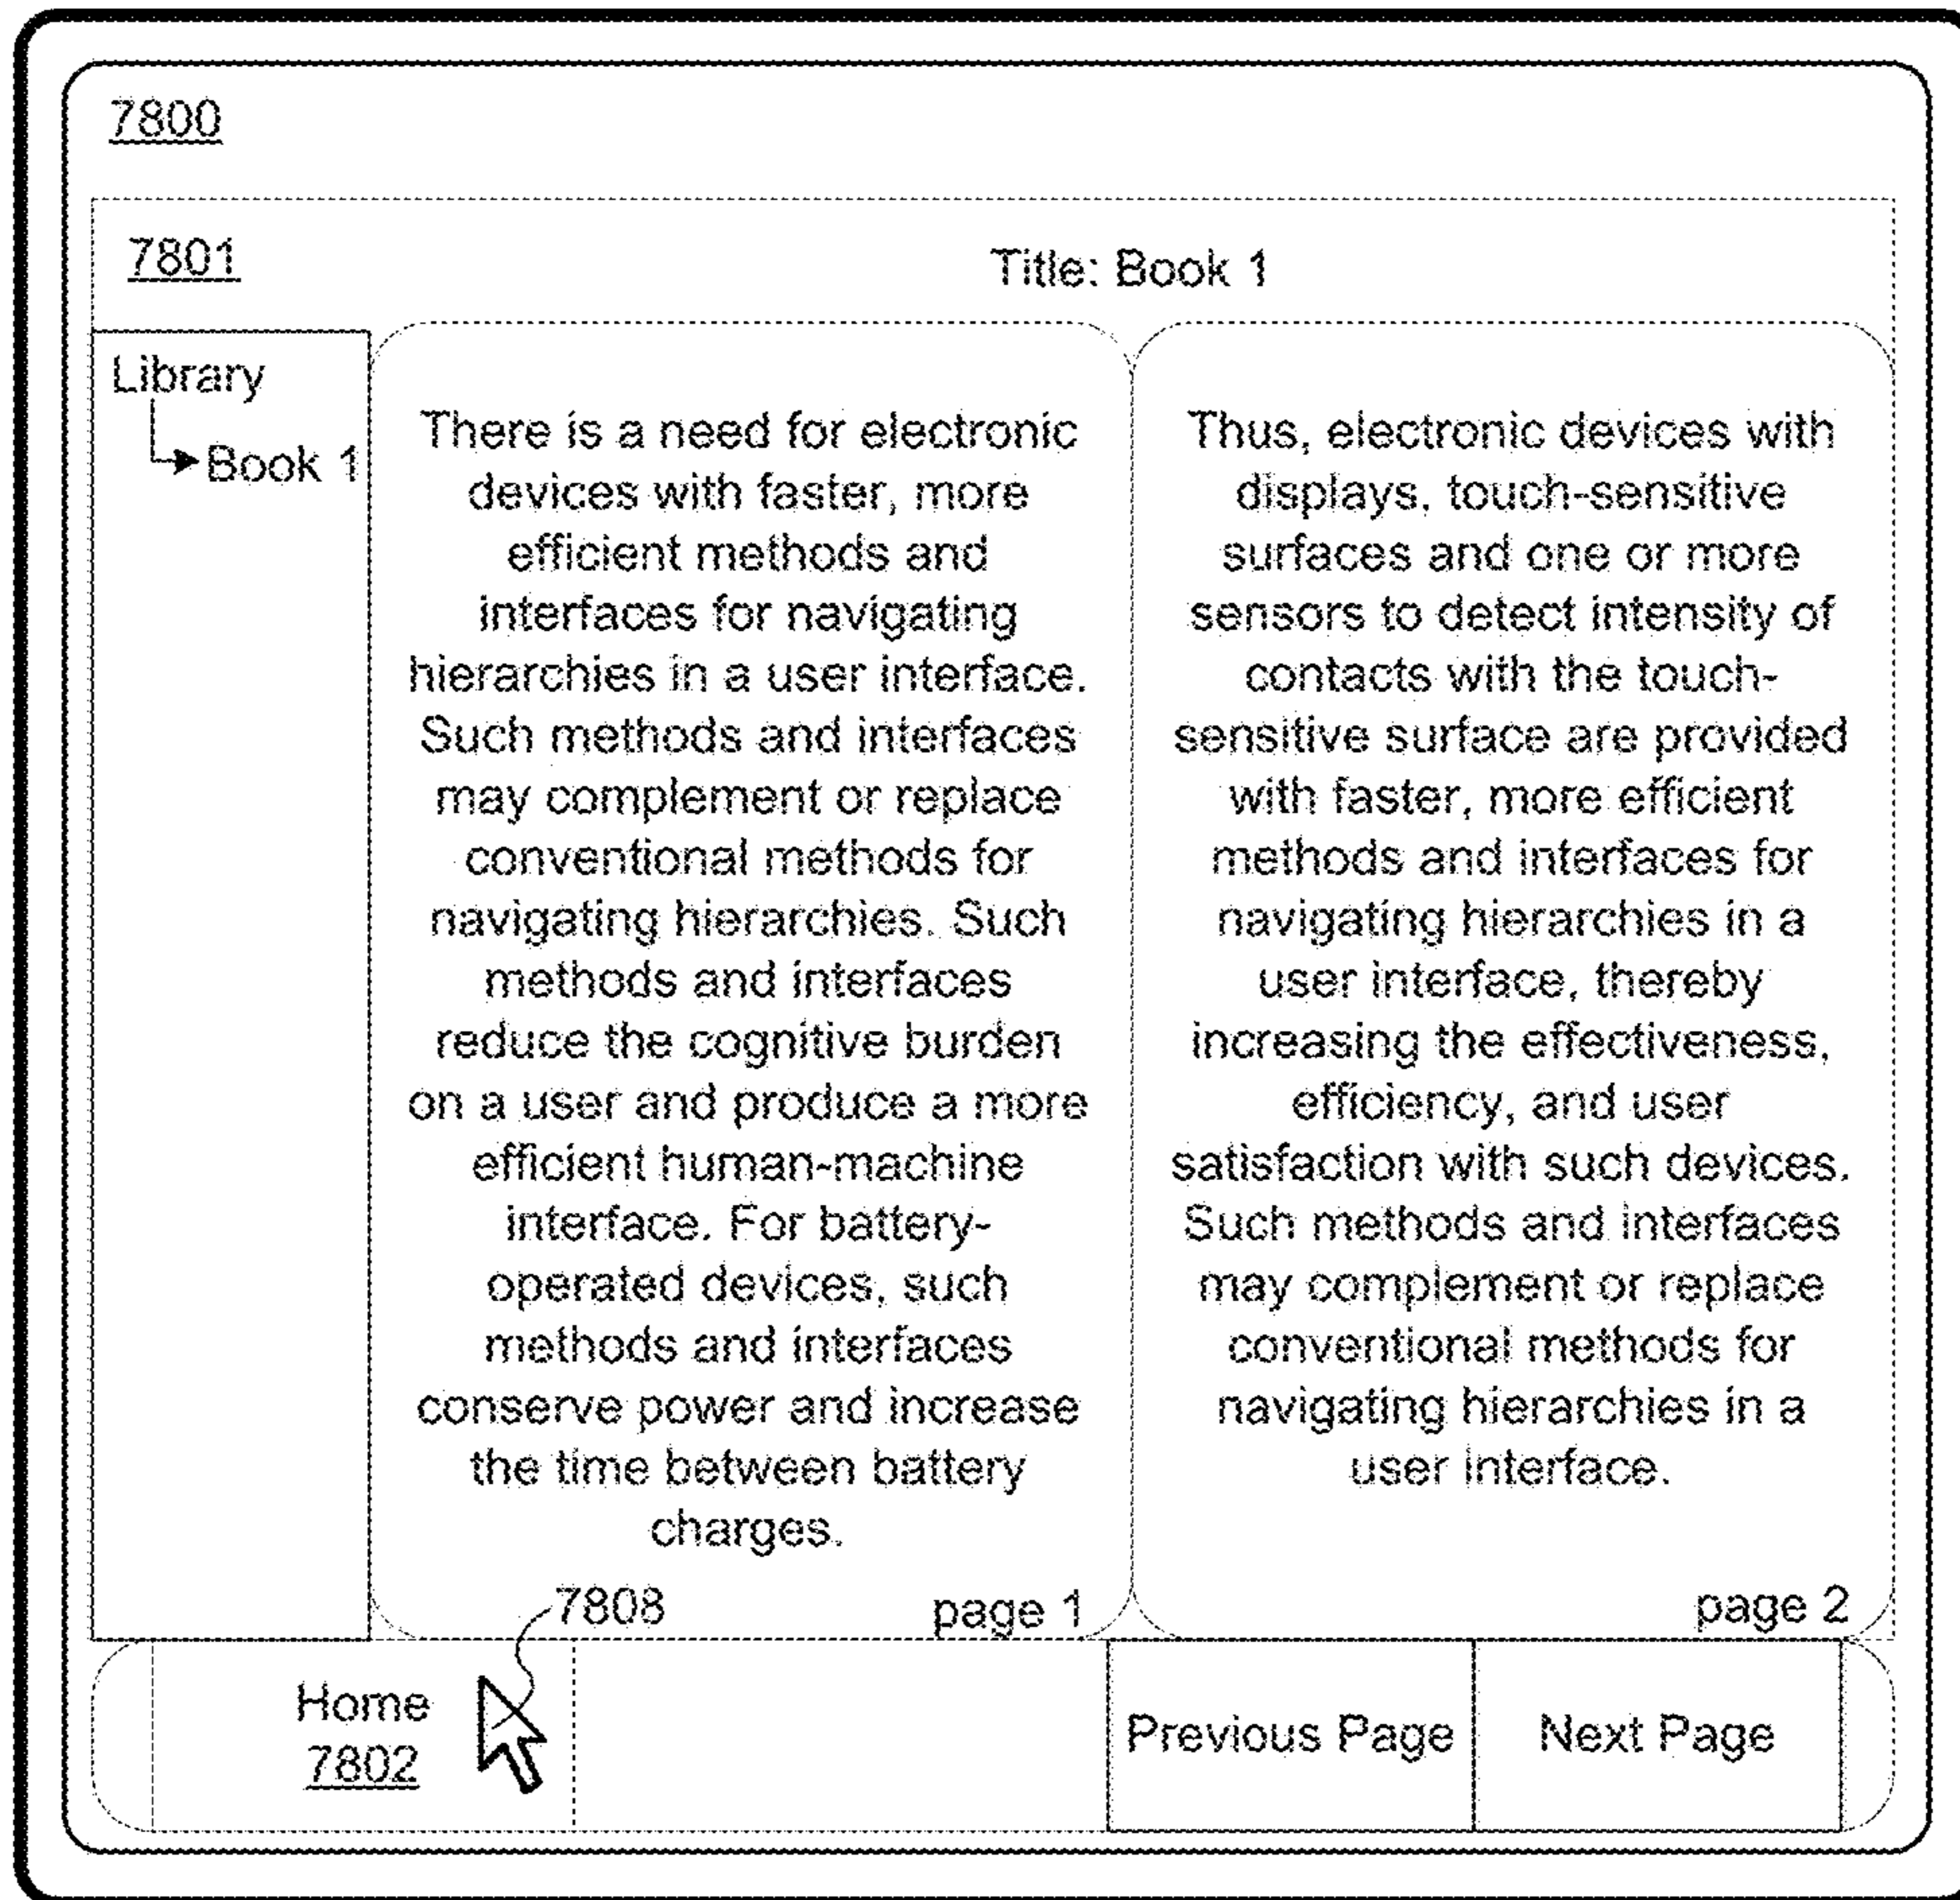 7800
7801
Title: Book 1
Library
Book 1
There is a need for electronic
devices with faster, more
efficient methods and
interfaces for navigating
hierarchies in a user interface.
Such methods and interfaces
may complement or replace
conventional methods for
navigating hierarchies. Such
methods and interfaces
reduce the cognitive burden
on a user and produce a more
efficient human-machine
interface. For battery-
operated devices, such
methods and interfaces
conserve power and increase
the time between battery
charges.
page 1
Thus, electronic devices with
displays, touch-sensitive
surfaces and one or more
sensors to detect intensity of
contacts with the touch-
sensitive surface are provided
with faster, more efficient
methods and interfaces for
navigating hierarchies in a
user interface, thereby
increasing the effectiveness,
efficiency, and user
satisfaction with such devices.
Such methods and interfaces
may complement or replace
conventional methods for
navigating hierarchies in a
user interface.
page 2
7808
Home
7802
Previous Page
Next Page